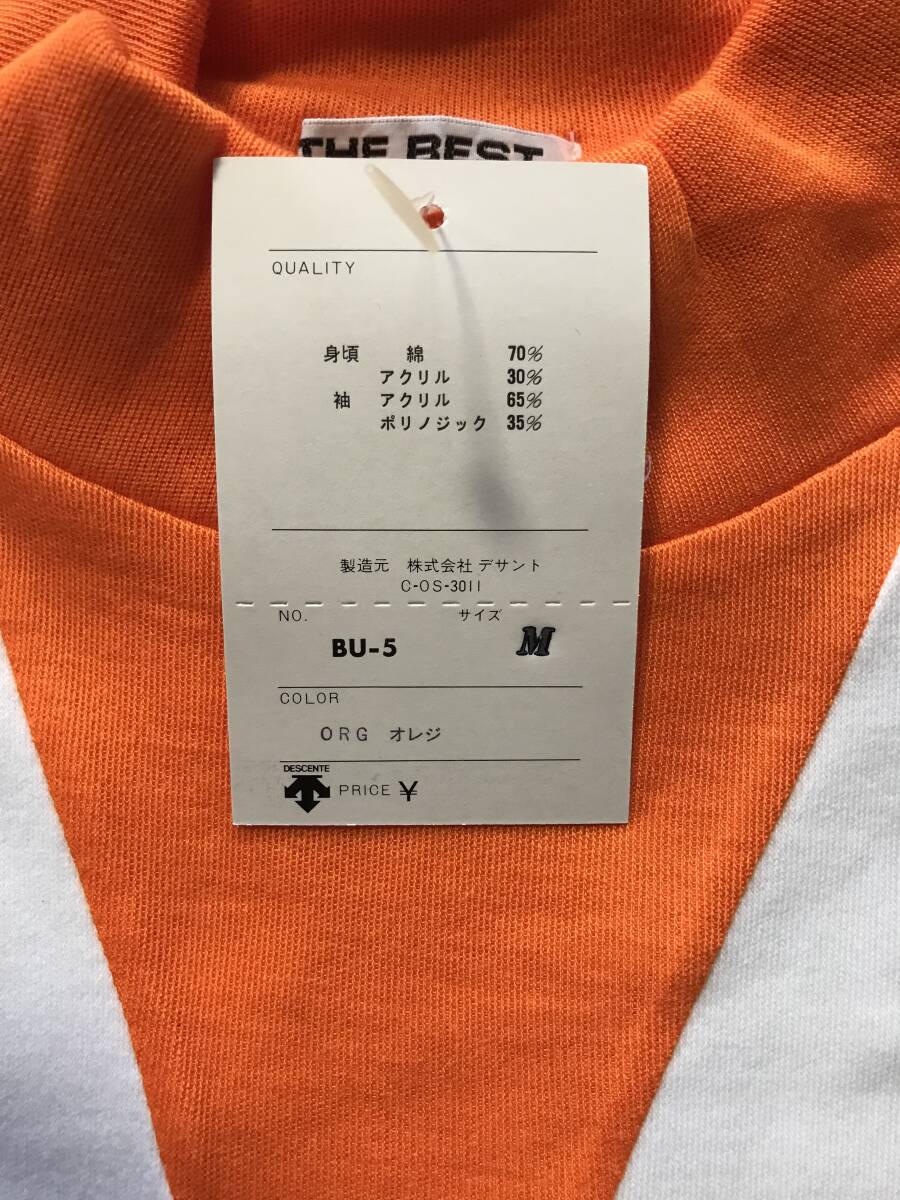 THE BEST
QUALITY
身頃 綿 70%
アクリル 30%
袖 アクリル 65%
ポリノジック 35%
製造元 株式会社 デサント
C-OS-3011
NO. サイズ
BU-5 M
COLOR
ORG オレジ
DESCENTE
PRICE ¥